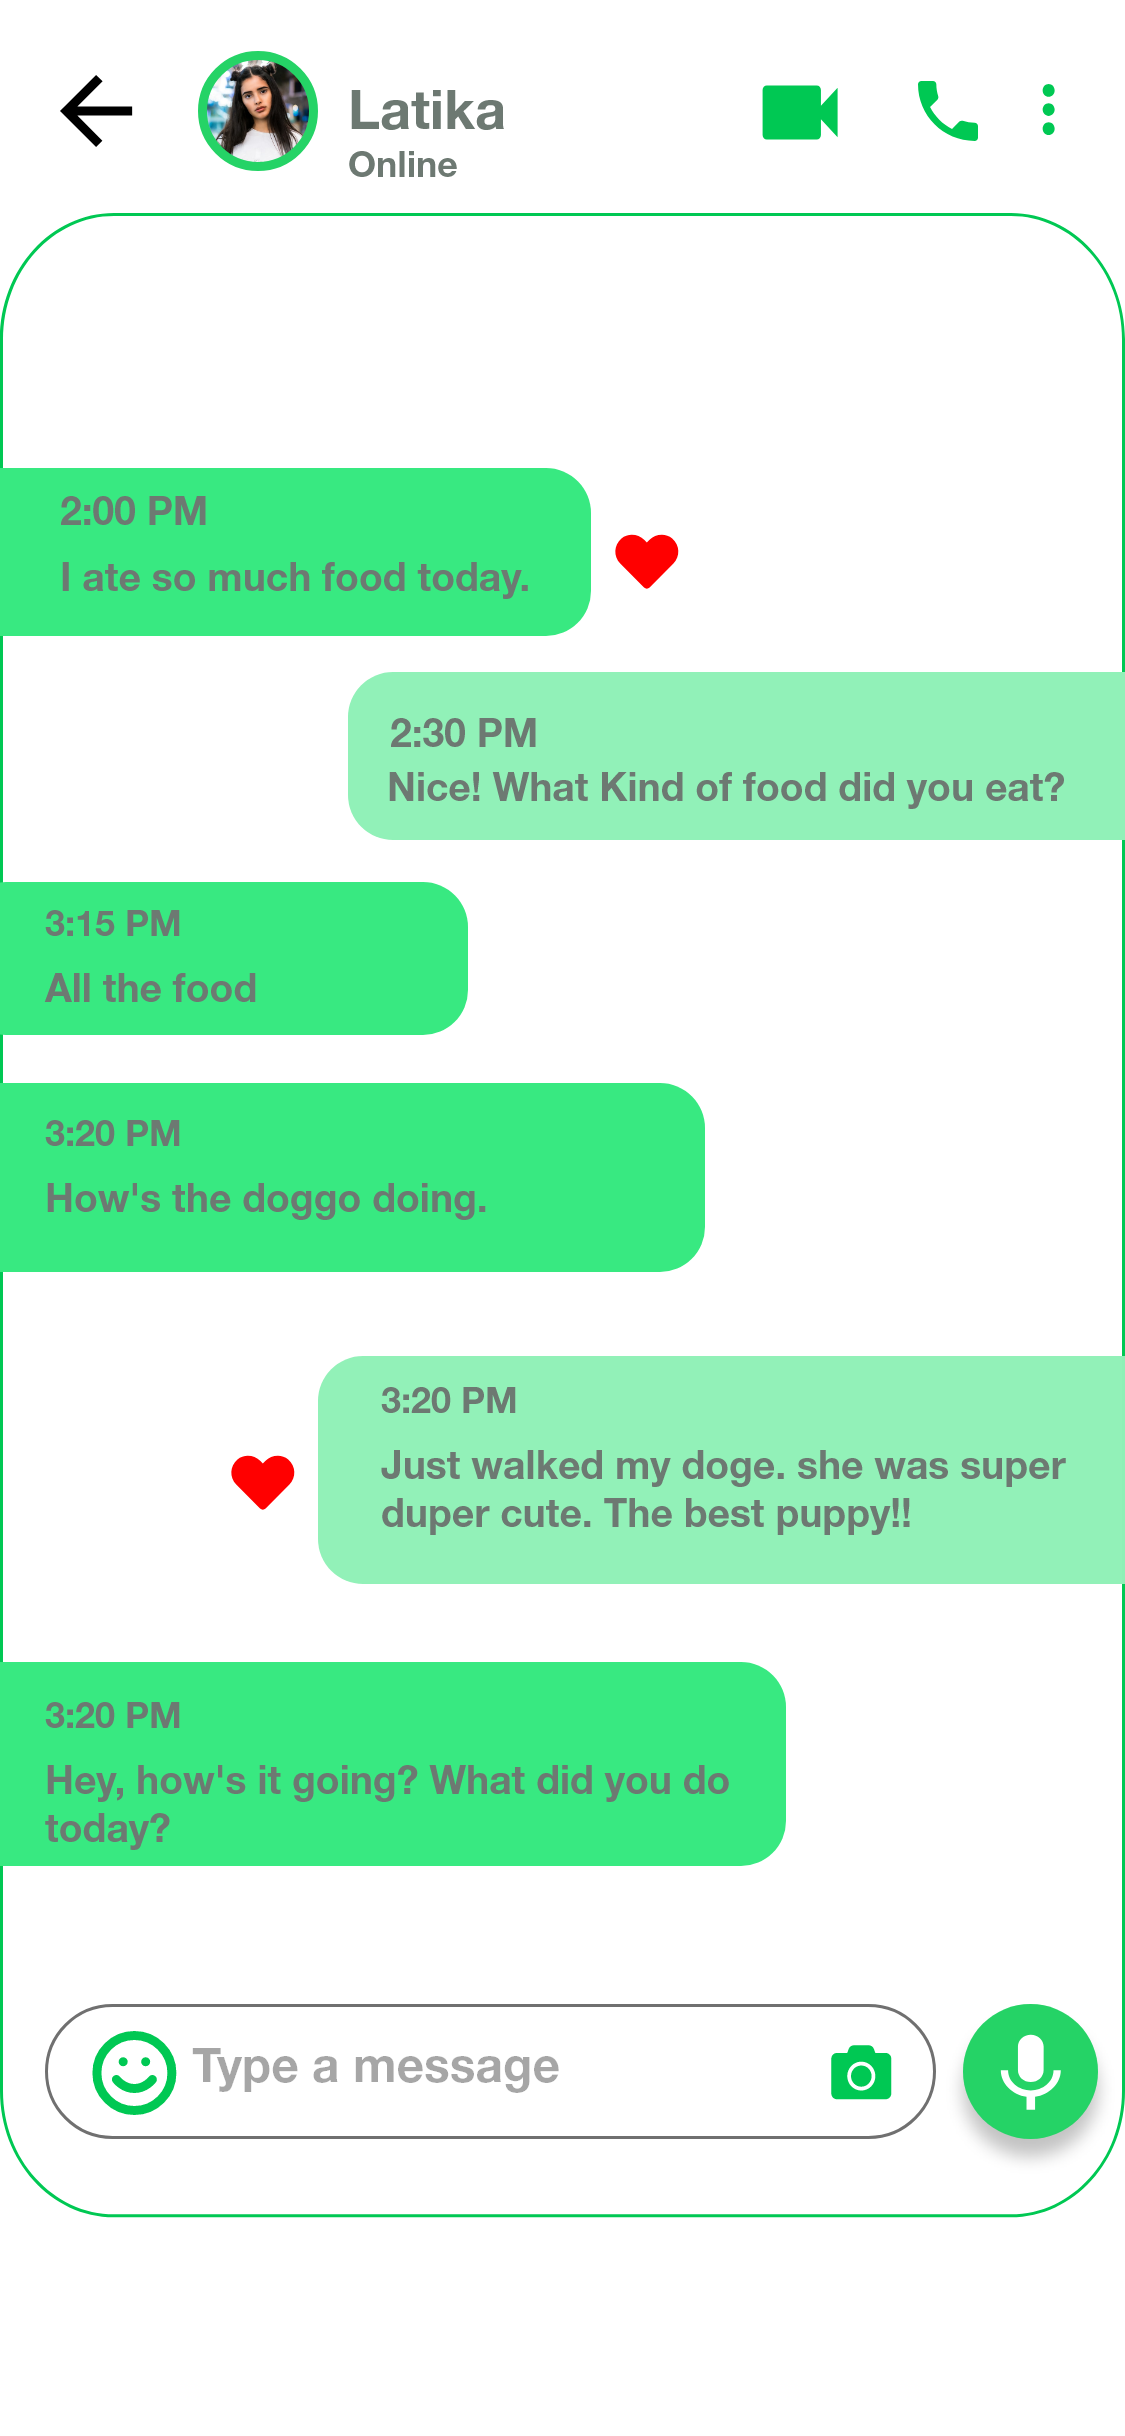 Latika
Online
2:00 PM
I ate so much food today.
2:30 PM
Nice! What Kind of food did you eat?
3:15 PM
All the food
3:20 PM
How's the doggo doing.
3:20 PM
Just walked my doge. she was super
duper cute. The best puppy!!
3:20 PM
Hey, how's it going? What did you do
today?
Type a message